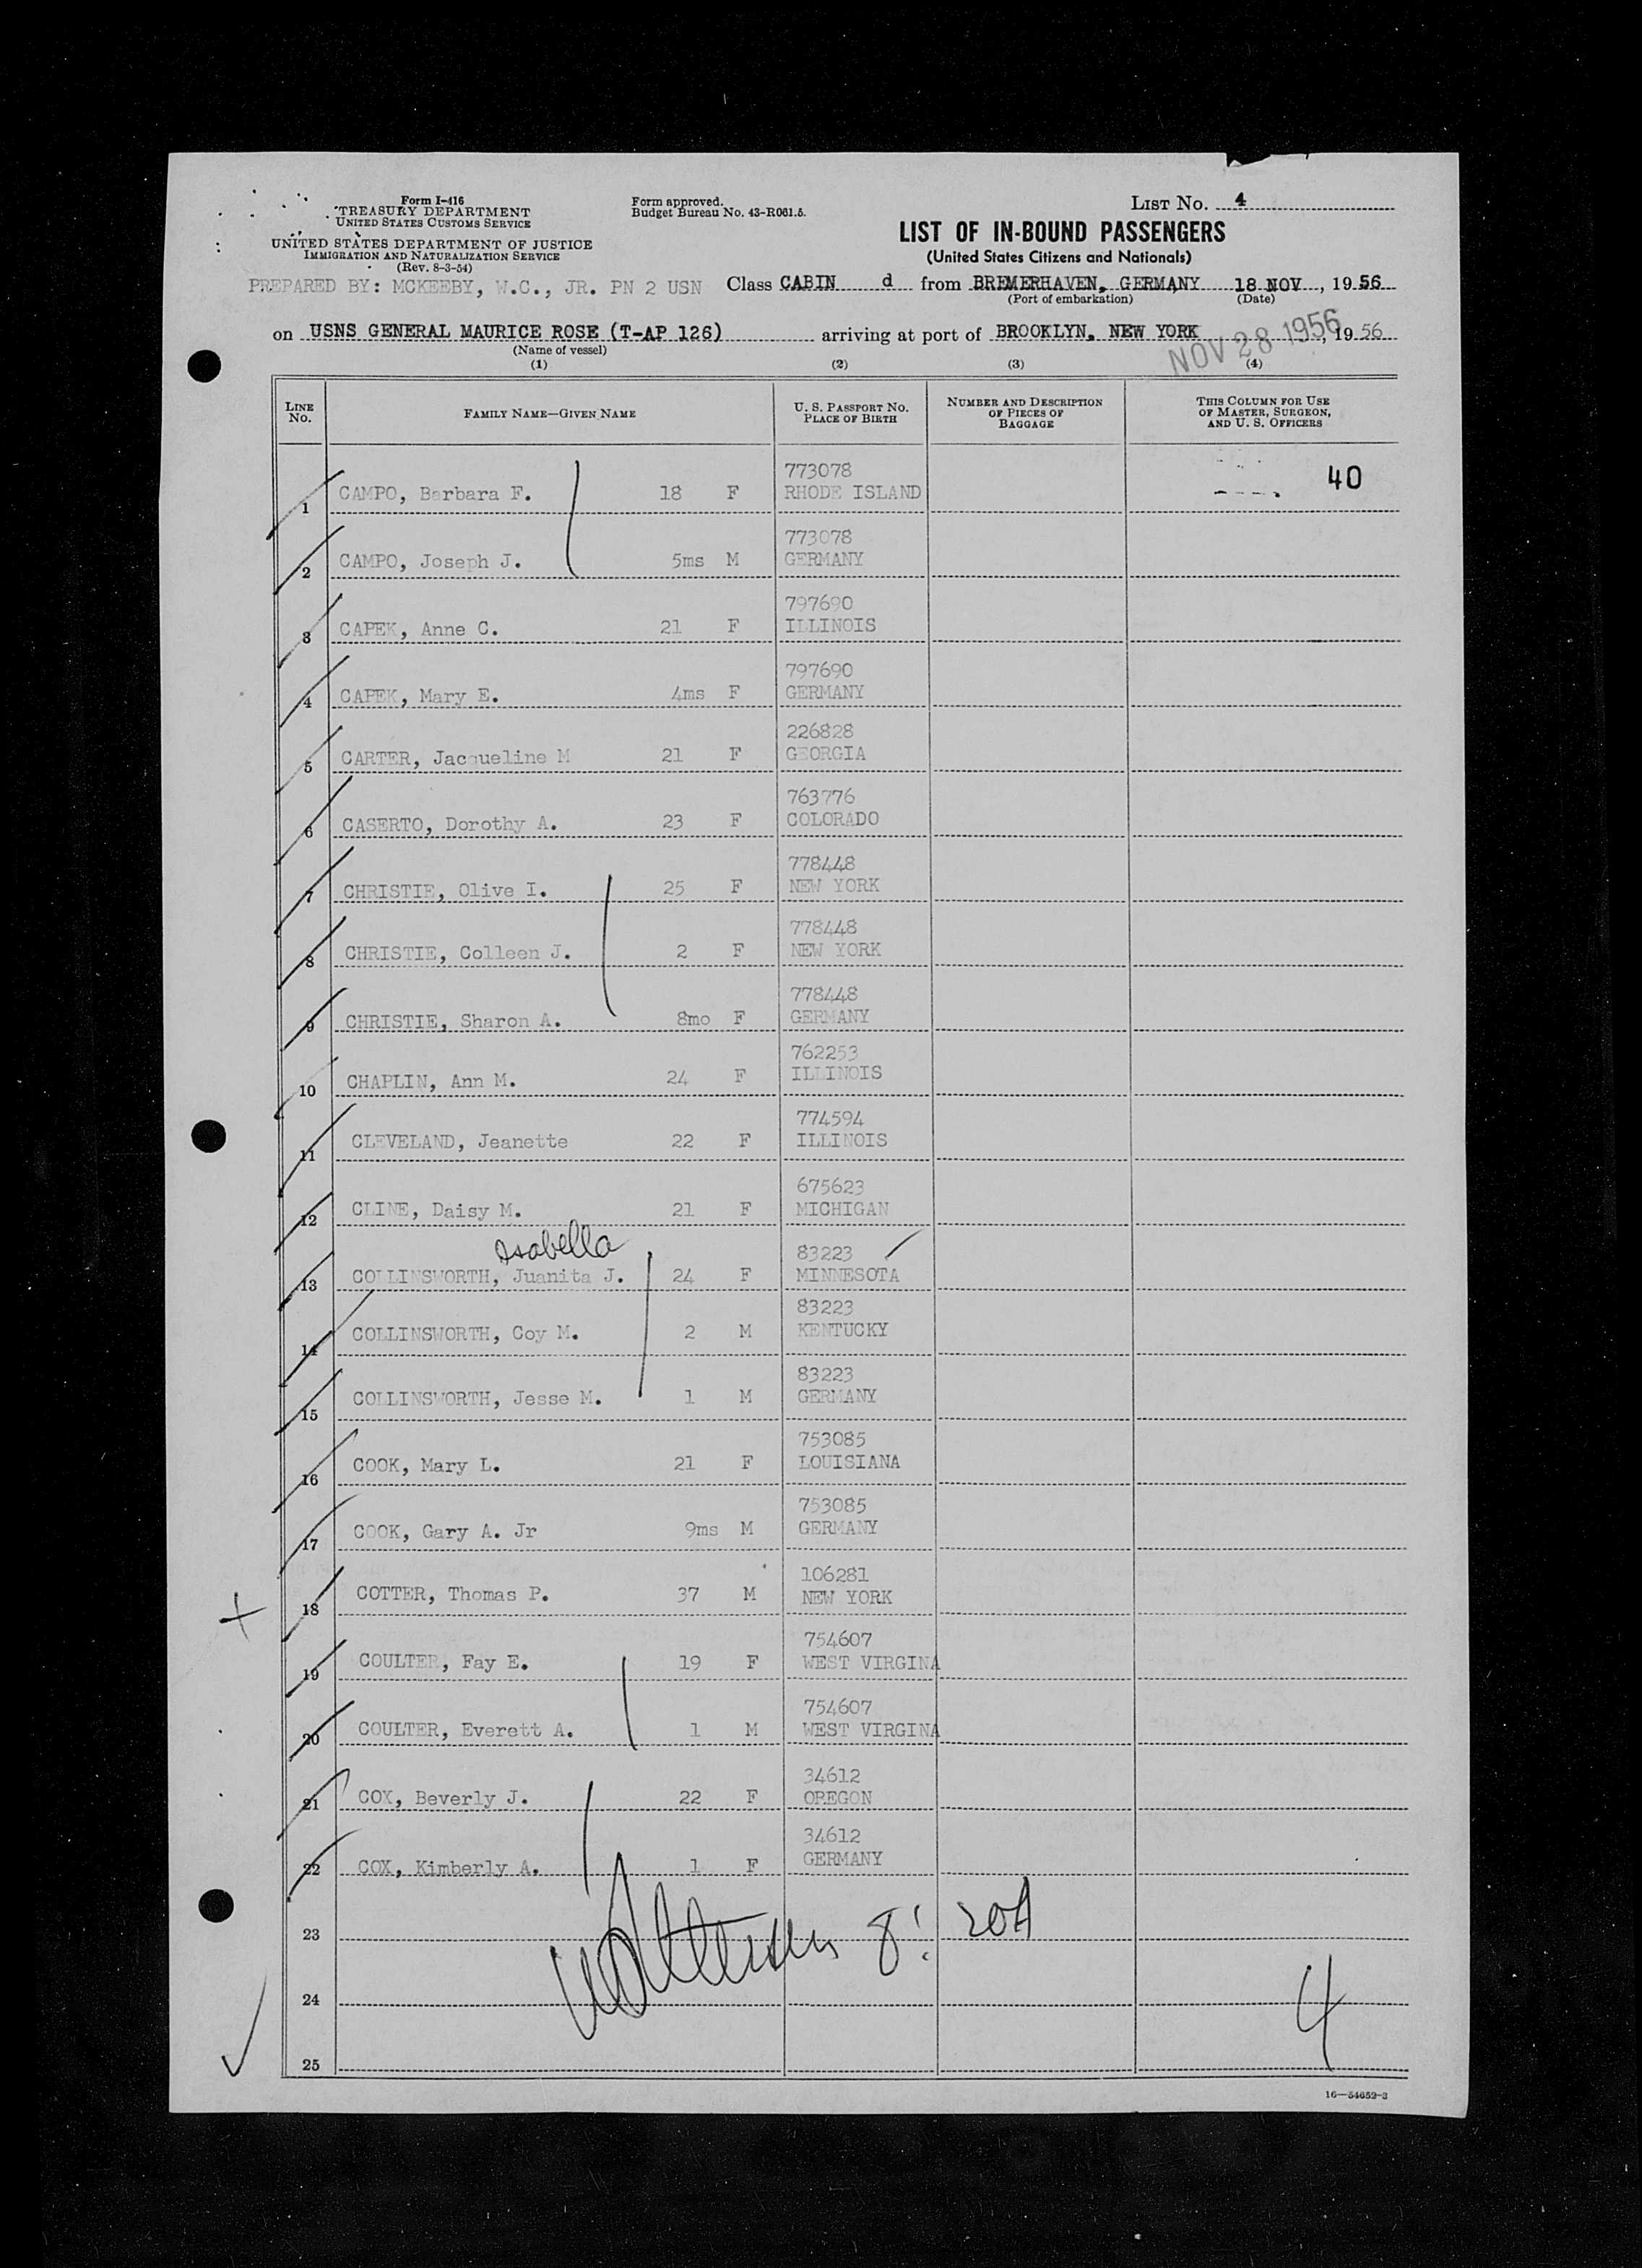 Form I-416
TREASURY DEPARTMENT
UNITED STATES CUSTOMS SERVICE
UNITED STATES DEPARTMENT OF JUSTICE
IMMIGRATION AND NATURALIZATION SERVICE
(Rev. 8-3-54)
Form approved.
Budget Bureau No. 43-R061.5.
LIST No. 4
LIST OF IN-BOUND PASSENGERS
(United States Citizens and Nationals)
PREPARED BY: MCKEEBY, W.C., JR. PN 2 USN Class CABIN d from BREMERHAVEN, GERMANY 18 NOV, 1956
(Port of embarkation) (Date)
on USNS GENERAL MAURICE ROSE (T-AP 126) arriving at port of BROOKLYN, NEW YORK NOV 28 1956, 1956
(Name of vessel)
(1) (2) (3) (4)
LINE No. FAMILY NAME—GIVEN NAME U. S. PASSPORT No. PLACE OF BIRTH NUMBER AND DESCRIPTION OF PIECES OF BAGGAGE THIS COLUMN FOR USE OF MASTER, SURGEON, AND U. S. OFFICERS
773078 40
1 CAMPO, Barbara F. 18 F RHODE ISLAND
773078
2 CAMPO, Joseph J. 5ms M GERMANY
797690
3 CAPEK, Anne C. 21 F ILLINOIS
797690
4 CAPEK, Mary E. 4ms F GERMANY
226828
5 CARTER, Jacqueline M 21 F GEORGIA
763776
6 CASERTO, Dorothy A. 23 F COLORADO
778448
7 CHRISTIE, Olive I. 25 F NEW YORK
778448
8 CHRISTIE, Colleen J. 2 F NEW YORK
778448
9 CHRISTIE, Sharon A. 8mo F GERMANY
762253
10 CHAPLIN, Ann M. 24 F ILLINOIS
774594
11 CLEVELAND, Jeanette 22 F ILLINOIS
675623
12 CLINE, Daisy M. 21 F MICHIGAN
Isabella 83223
13 COLLINSWORTH, Juanita J. 24 F MINNESOTA
83223
14 COLLINSWORTH, Coy M. 2 M KENTUCKY
83223
15 COLLINSWORTH, Jesse M. 1 M GERMANY
753085
16 COOK, Mary L. 21 F LOUISIANA
753085
17 COOK, Gary A. Jr 9ms M GERMANY
106281
18 COTTER, Thomas P. 37 M NEW YORK
754607
19 COULTER, Fay E. 19 F WEST VIRGINA
754607
20 COULTER, Everett A. 1 M WEST VIRGINA
34612
21 COX, Beverly J. 22 F OREGON
34612
22 COX, Kimberly A. 1 F GERMANY
23
24 4
25
16—54652-3